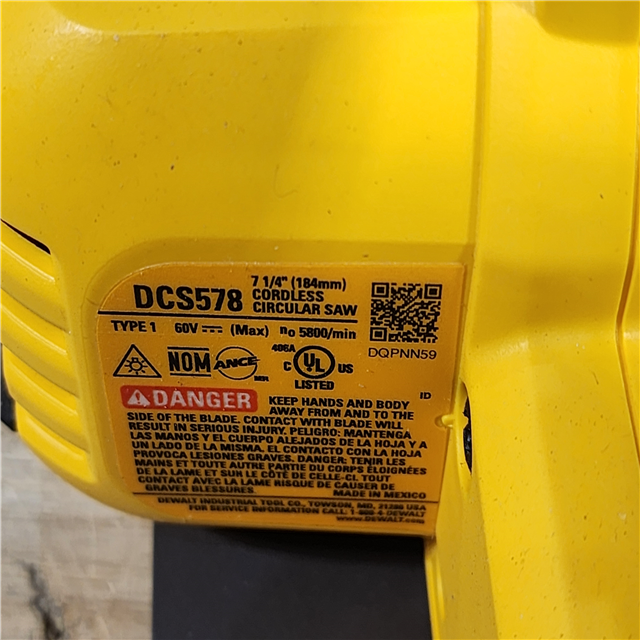 DCS578 7 1/4" (184mm)
CORDLESS
CIRCULAR SAW
TYPE 1 60V (Max) n0 5800/min
DQPNN59
NOM ANCE
406A
C UL US
LISTED
ID
DANGER KEEP HANDS AND BODY
AWAY FROM AND TO THE
SIDE OF THE BLADE. CONTACT WITH BLADE WILL
RESULT IN SERIOUS INJURY. PELIGRO: MANTENGA
LAS MANOS Y EL CUERPO ALEJADOS DE LA HOJA Y A
UN LADO DE LA MISMA. EL CONTACTO CON LA HOJA
PROVOCA LESIONES GRAVES. DANGER: TENIR LES
MAINS ET TOUTE AUTRE PARTIE DU CORPS ÉLOIGNÉES
DE LA LAME ET SUR LE CÔTÉ DE CELLE-CI. TOUT
CONTACT AVEC LA LAME RISQUE DE CAUSER DE
GRAVES BLESSURES. MADE IN MEXICO
DEWALT INDUSTRIAL TOOL CO., TOWSON, MD. 21286 USA
FOR SERVICE INFORMATION CALL: 1-800-4-DEWALT
www.DEWALT.com